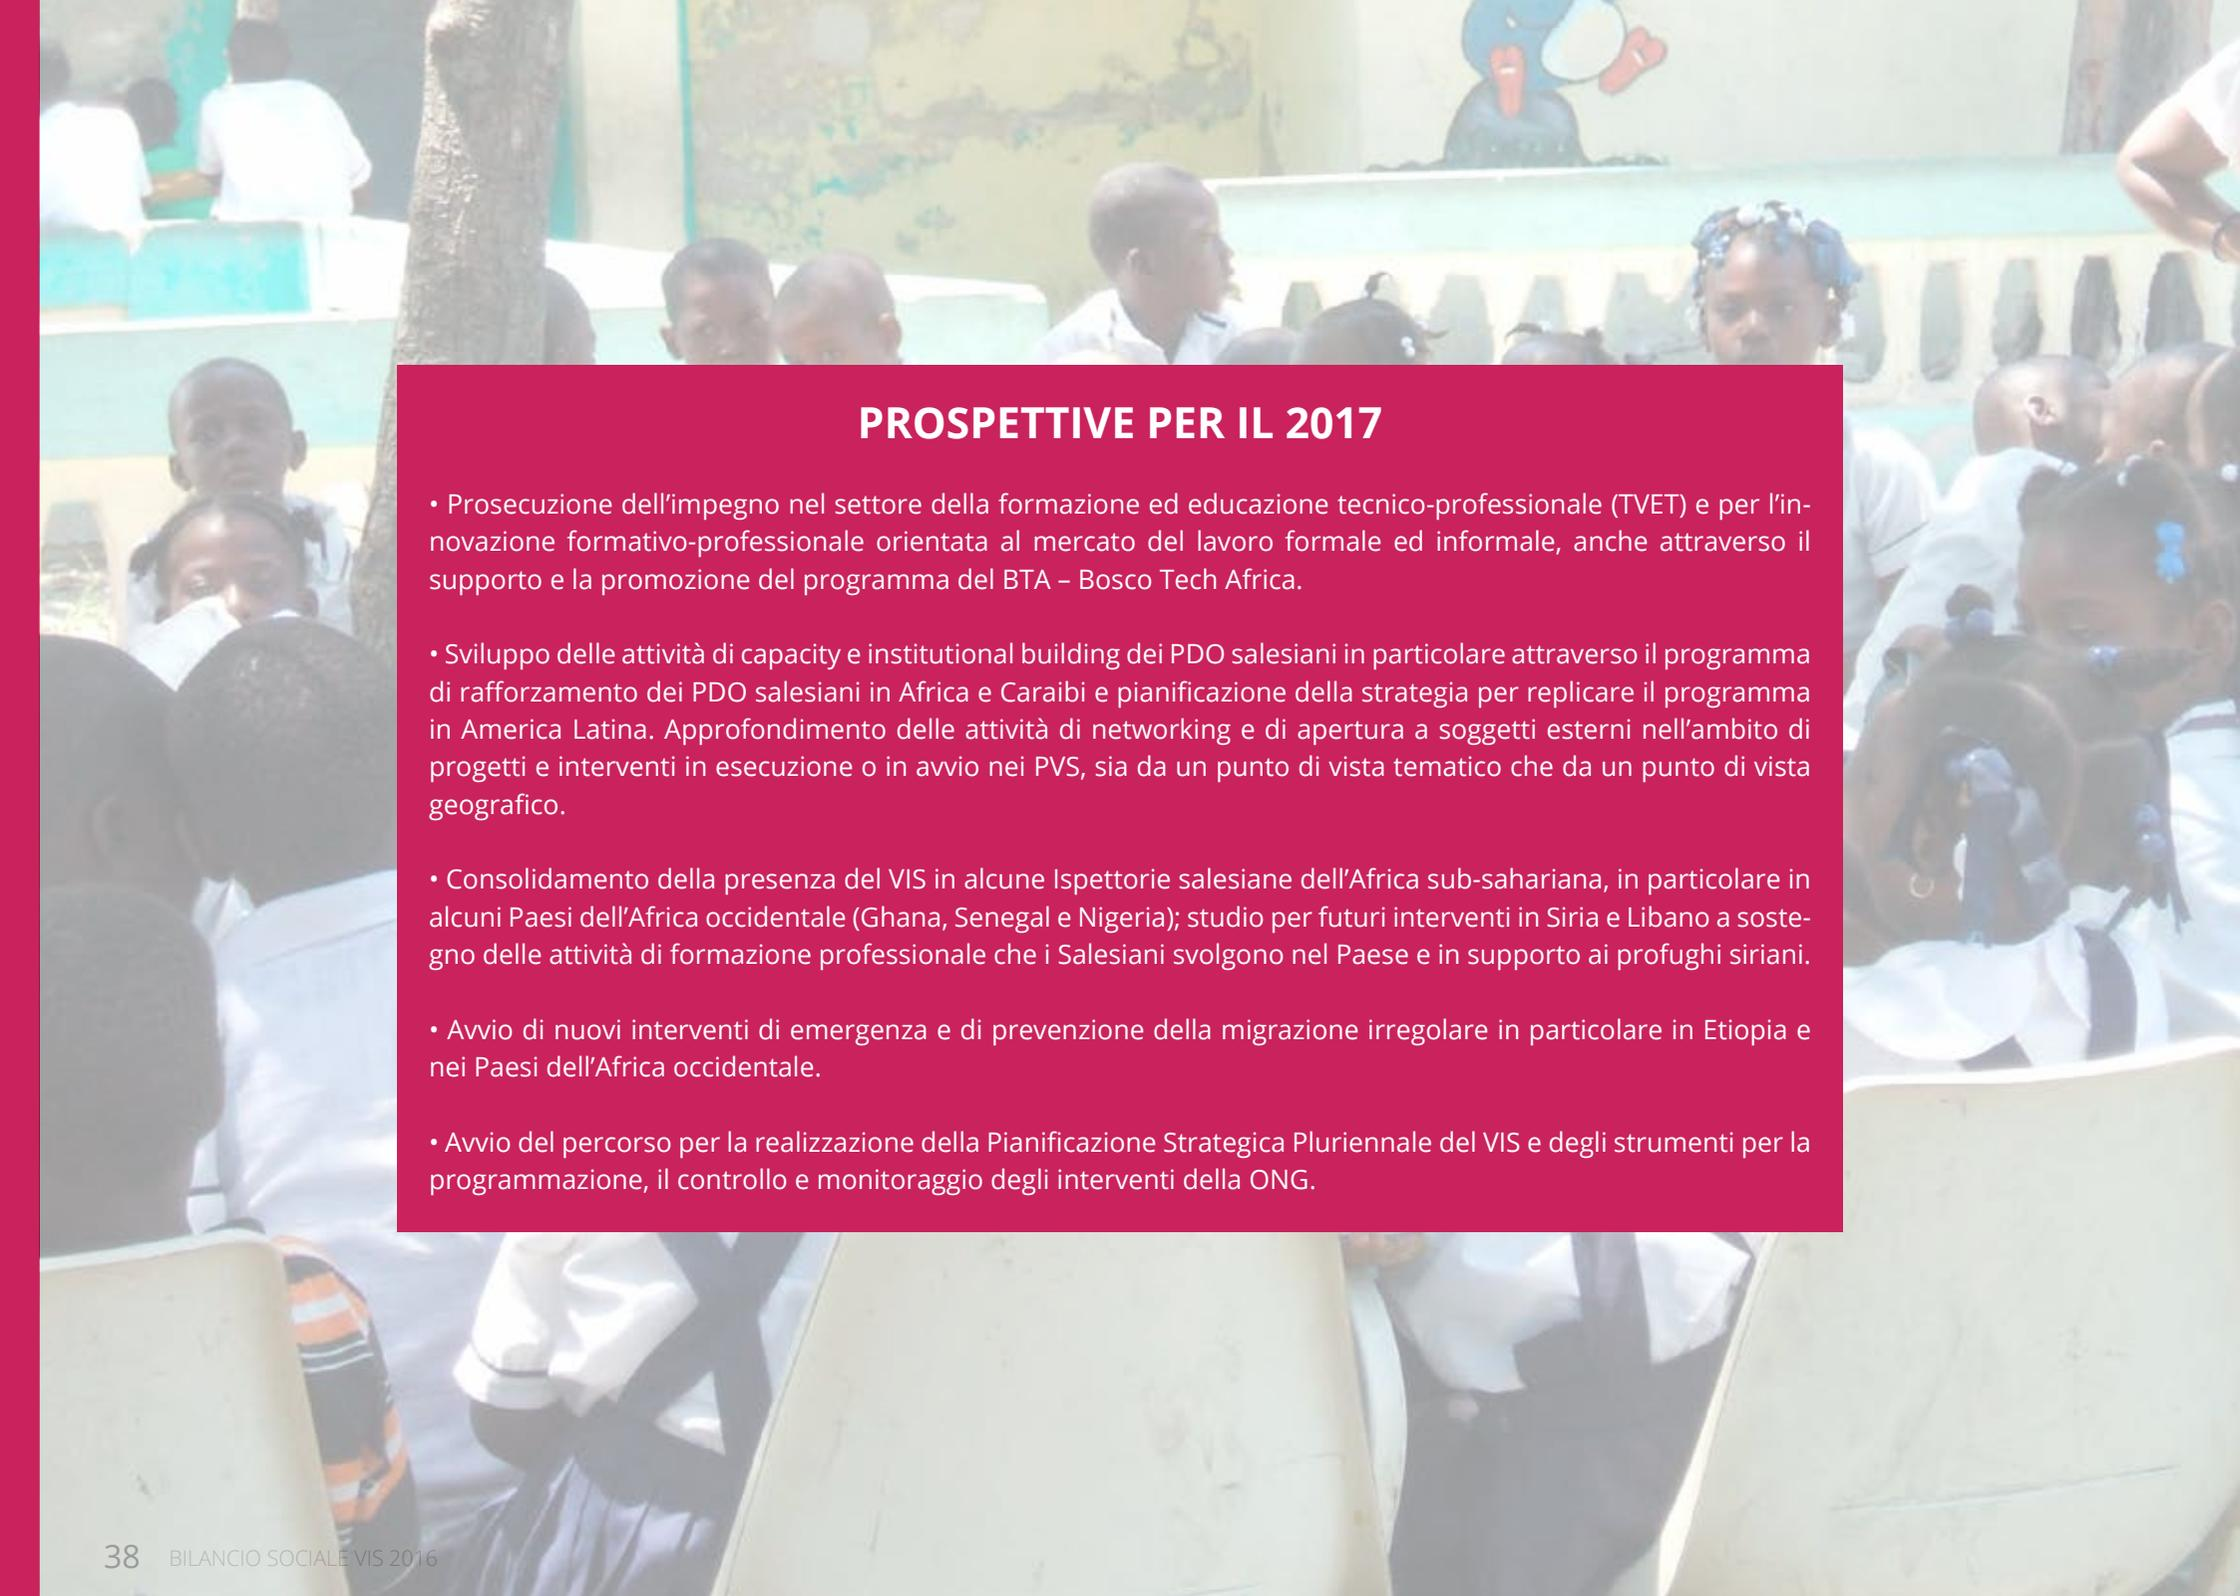 PROSPETTIVE PER IL 2017
• Prosecuzione dell’impegno nel settore della formazione ed educazione tecnico-professionale (TVET) e per l’in-
novazione formativo-professionale orientata al mercato del lavoro formale ed informale, anche attraverso il
supporto e la promozione del programma del BTA – Bosco Tech Africa.
• Sviluppo delle attività di capacity e institutional building dei PDO salesiani in particolare attraverso il programma
di rafforzamento dei PDO salesiani in Africa e Caraibi e pianificazione della strategia per replicare il programma
in America Latina. Approfondimento delle attività di networking e di apertura a soggetti esterni nell’ambito di
progetti e interventi in esecuzione o in avvio nei PVS, sia da un punto di vista tematico che da un punto di vista
geografico.
• Consolidamento della presenza del VIS in alcune Ispettorie salesiane dell’Africa sub-sahariana, in particolare in
alcuni Paesi dell’Africa occidentale (Ghana, Senegal e Nigeria); studio per futuri interventi in Siria e Libano a soste-
gno delle attività di formazione professionale che i Salesiani svolgono nel Paese e in supporto ai profughi siriani.
• Avvio di nuovi interventi di emergenza e di prevenzione della migrazione irregolare in particolare in Etiopia e
nei Paesi dell’Africa occidentale.
• Avvio del percorso per la realizzazione della Pianificazione Strategica Pluriennale del VIS e degli strumenti per la
programmazione, il controllo e monitoraggio degli interventi della ONG.
38 BILANCIO SOCIALE VIS 2016